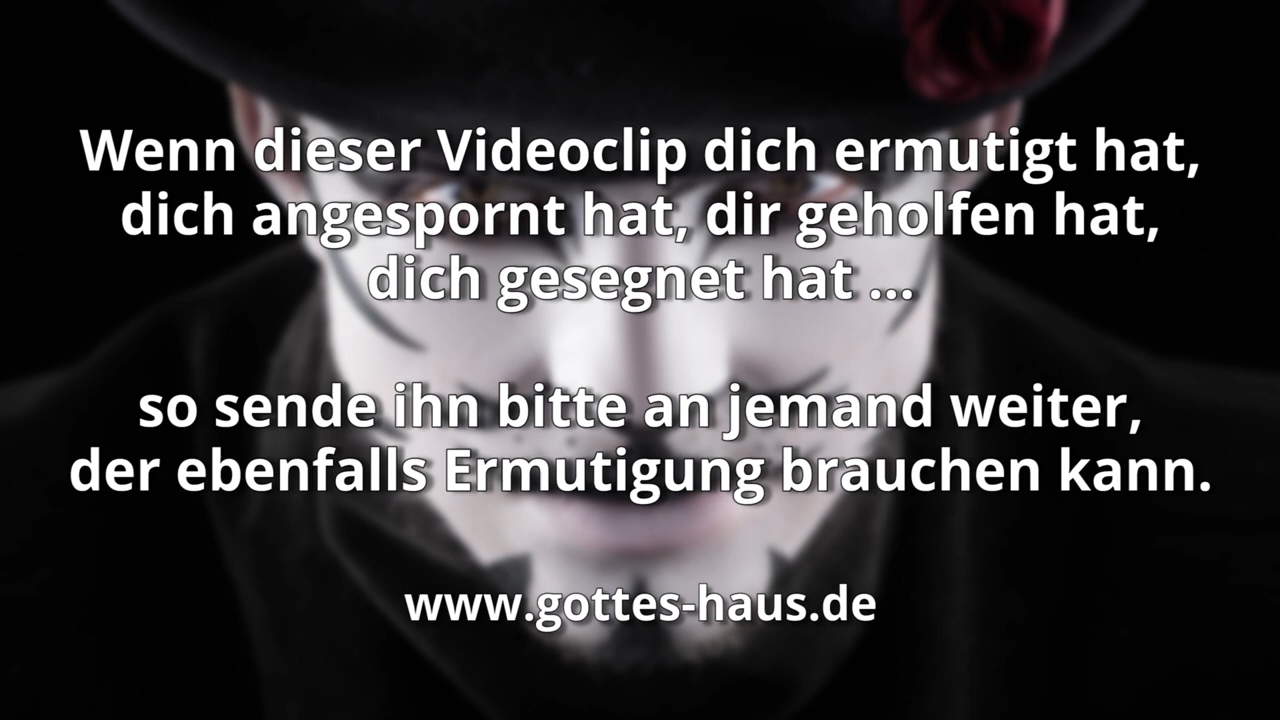 Wenn dieser Videoclip dich ermutigt hat,
dich angespornt hat, dir geholfen hat,
dich gesegnet hat ...
so sende ihn bitte an jemand weiter,
der ebenfalls Ermutigung brauchen kann.
www.gottes-haus.de